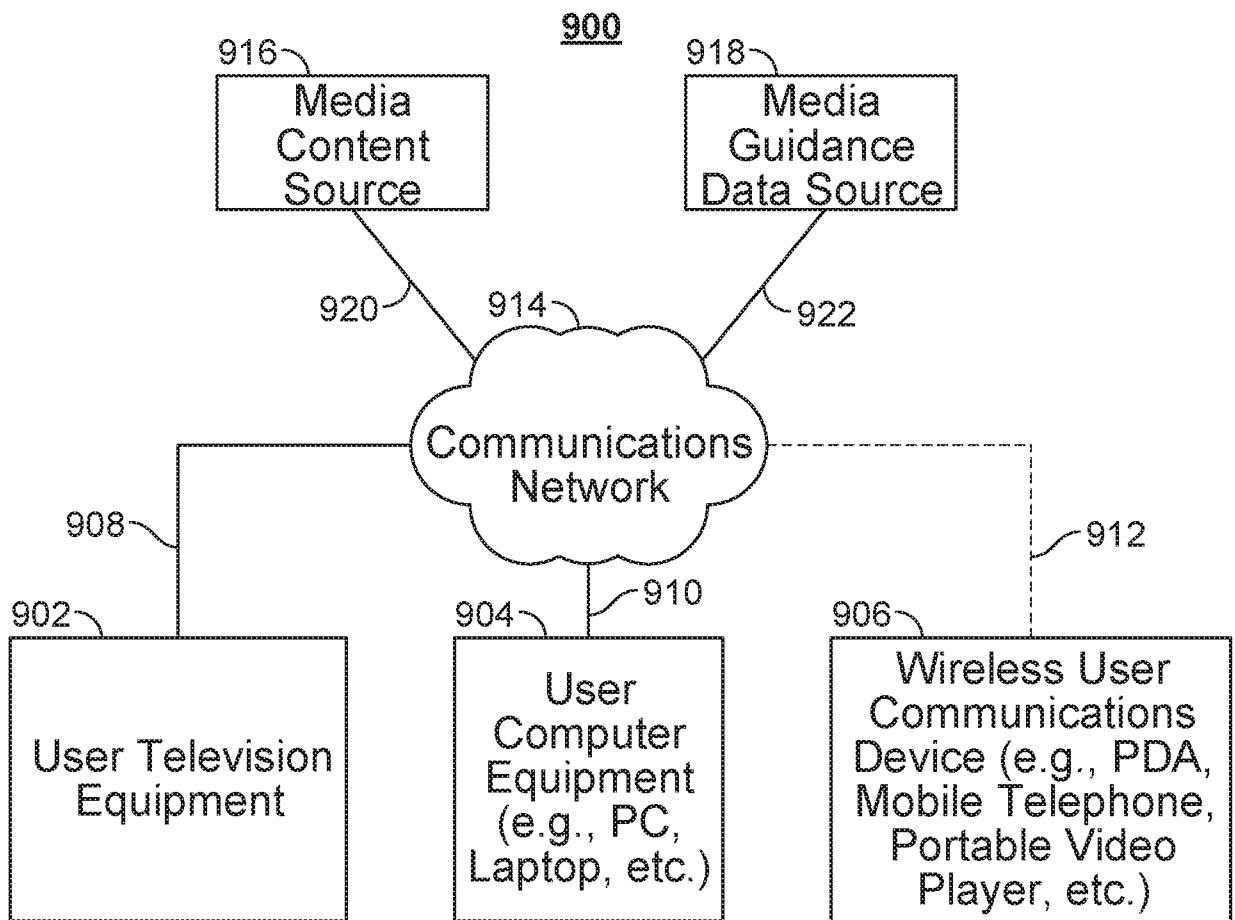 900
916
Media
Content
Source
918
Media
Guidance
Data Source
920
914
922
Communications
Network
908
910
912
902
User Television
Equipment
904
User
Computer
Equipment
(e.g., PC,
Laptop, etc.)
906
Wireless User
Communications
Device (e.g., PDA,
Mobile Telephone,
Portable Video
Player, etc.)